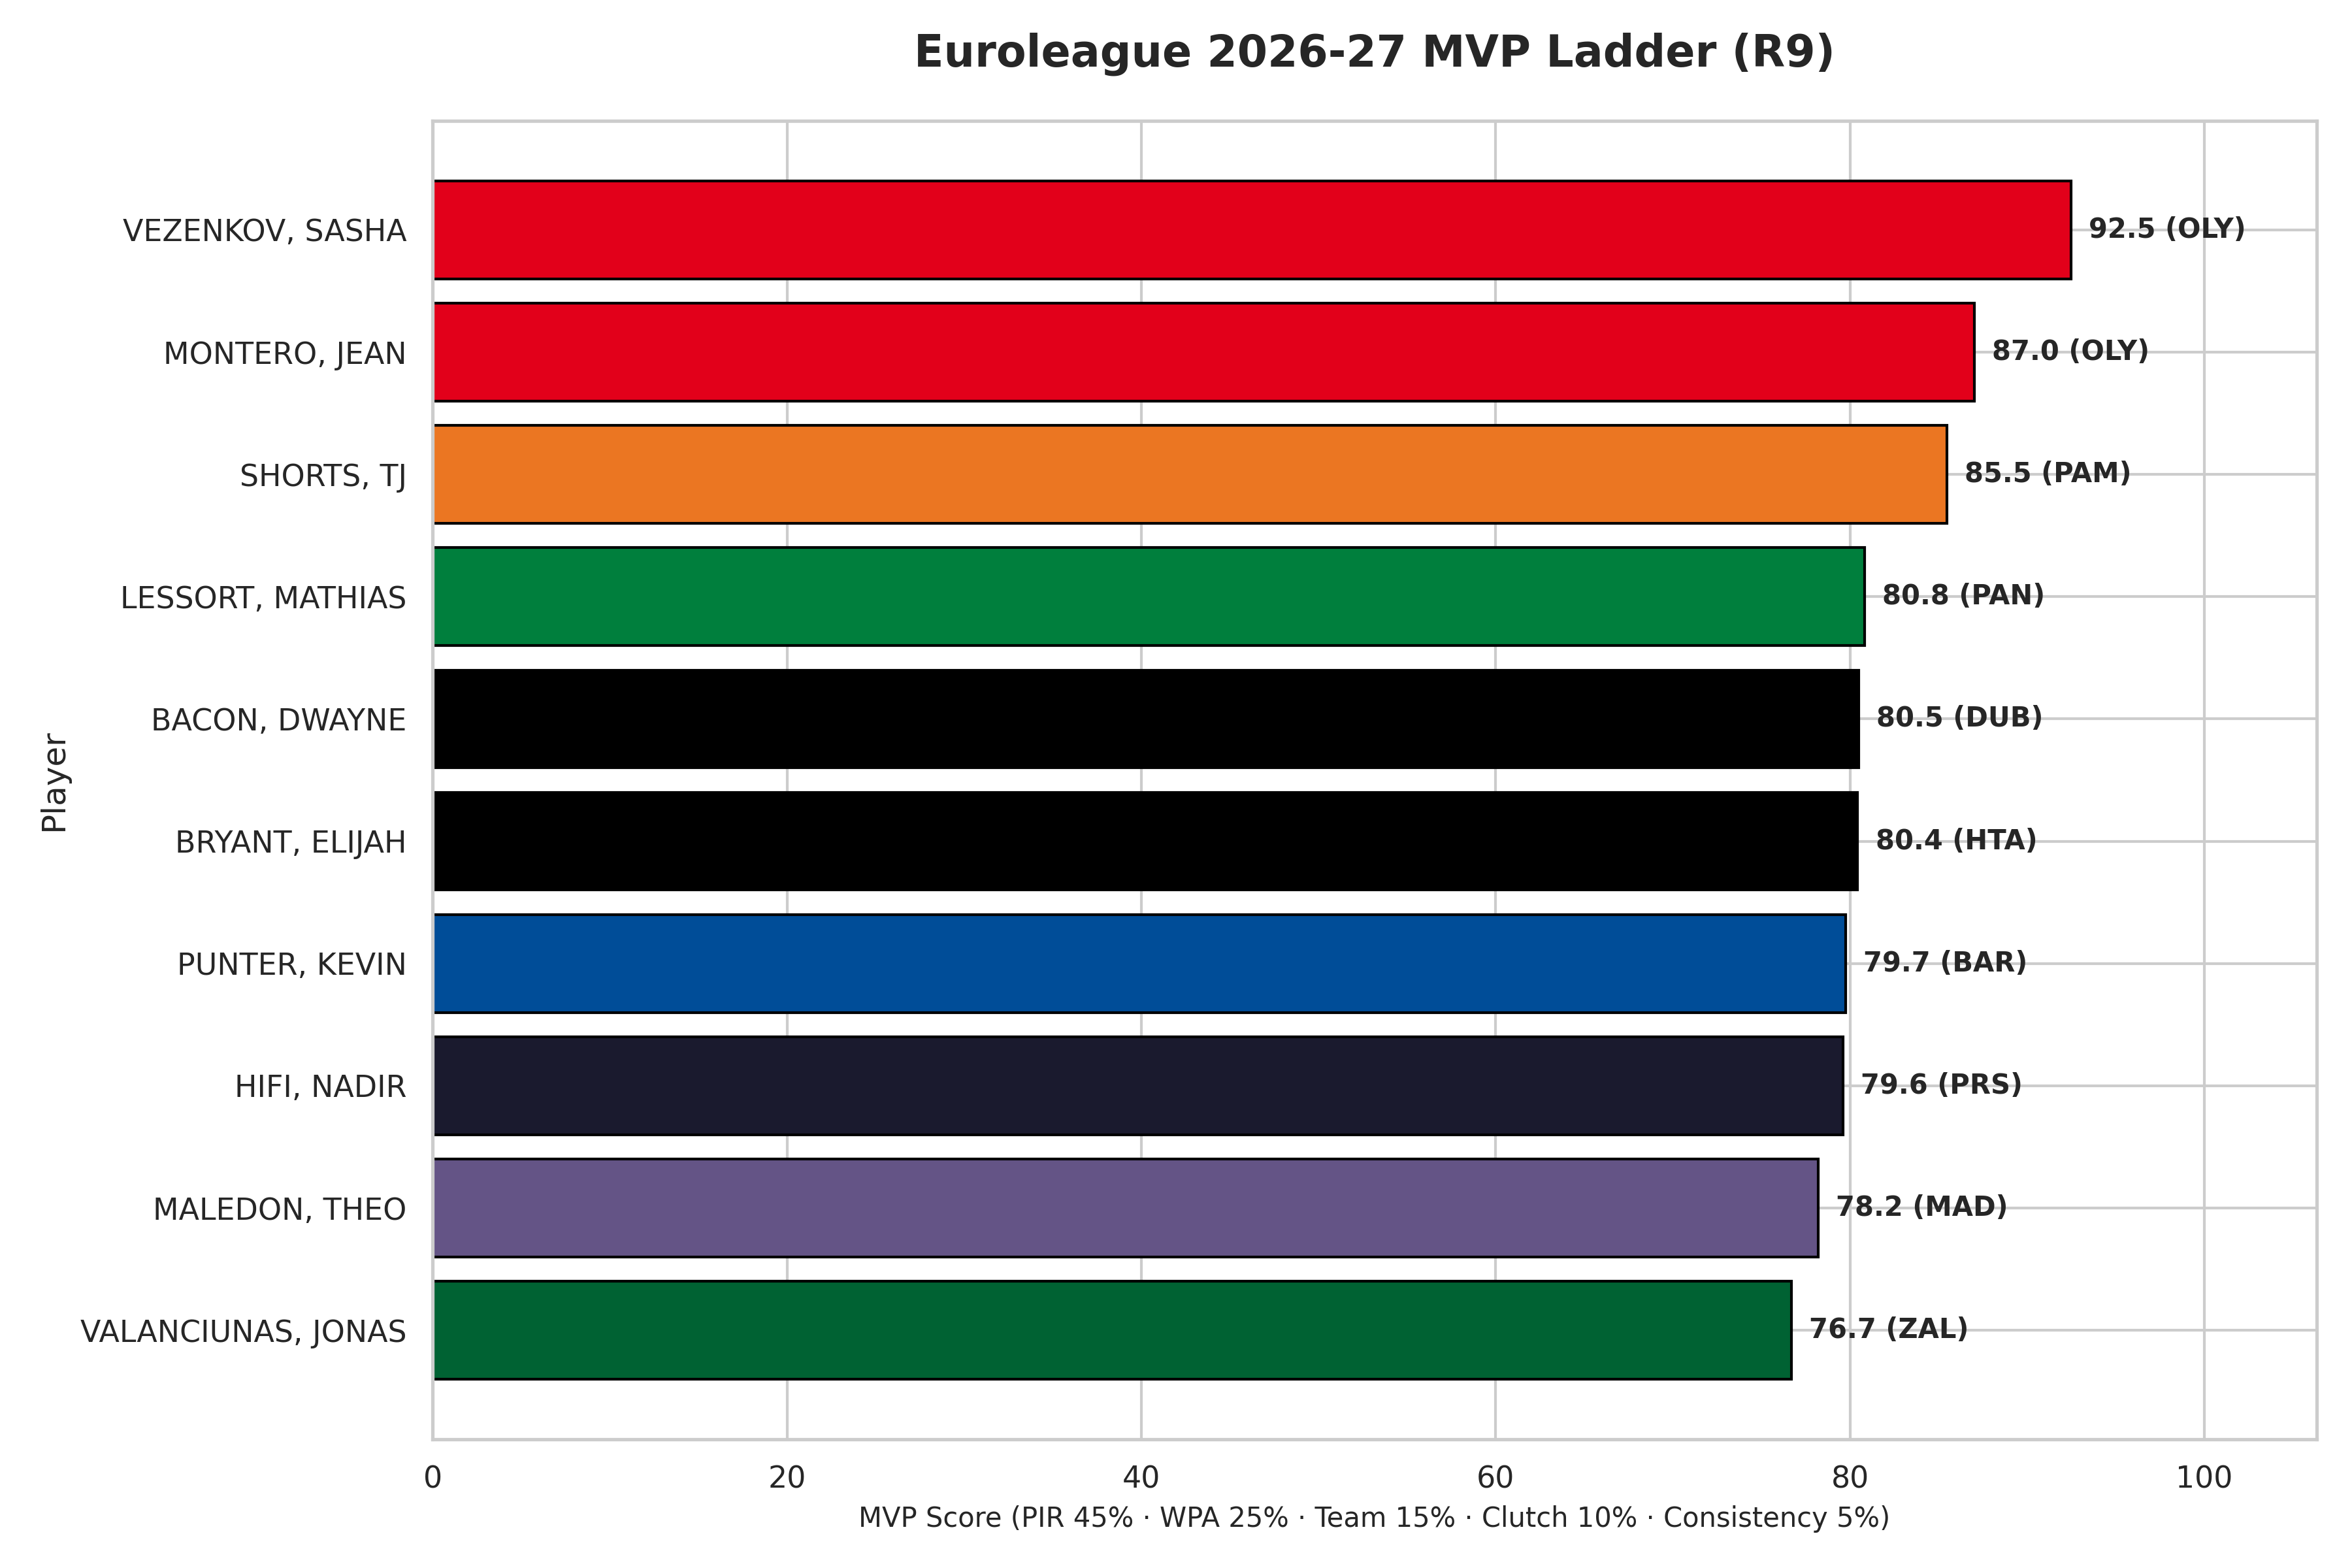 Euroleague 2026-27 MVP Ladder (R9)
VEZENKOV, SASHA 92.5 (OLY)
MONTERO, JEAN 87.0 (OLY)
SHORTS, TJ 85.5 (PAM)
LESSORT, MATHIAS 80.8 (PAN)
BACON, DWAYNE 80.5 (DUB)
BRYANT, ELIJAH 80.4 (HTA)
PUNTER, KEVIN 79.7 (BAR)
HIFI, NADIR 79.6 (PRS)
MALEDON, THEO 78.2 (MAD)
VALANCIUNAS, JONAS 76.7 (ZAL)
Player
0 20 40 60 80 100
MVP Score (PIR 45% · WPA 25% · Team 15% · Clutch 10% · Consistency 5%)